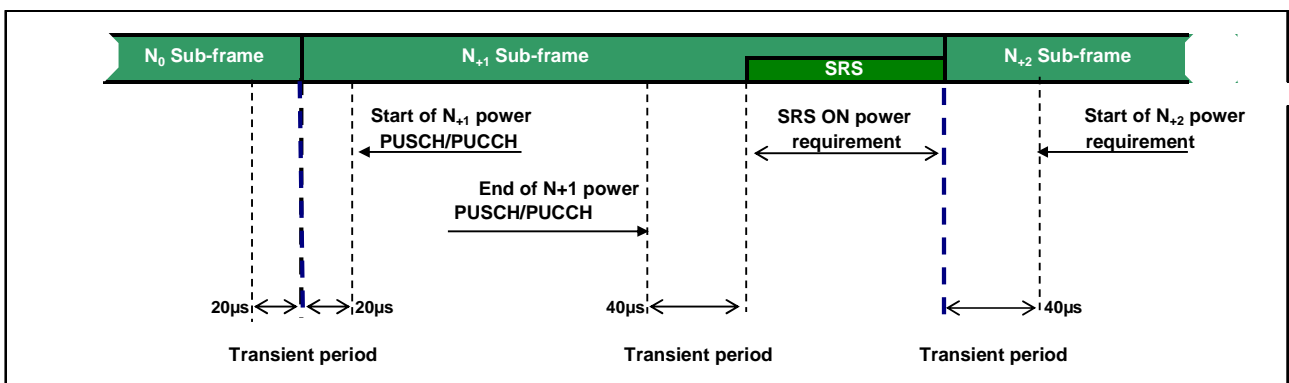 N₀ Sub-frame
N₊₁ Sub-frame
SRS
N₊₂ Sub-frame
Start of N₊₁ power
PUSCH/PUCCH
SRS ON power
requirement
Start of N₊₂ power
requirement
End of N+1 power
PUSCH/PUCCH
20µs
20µs
40µs
40µs
Transient period
Transient period
Transient period